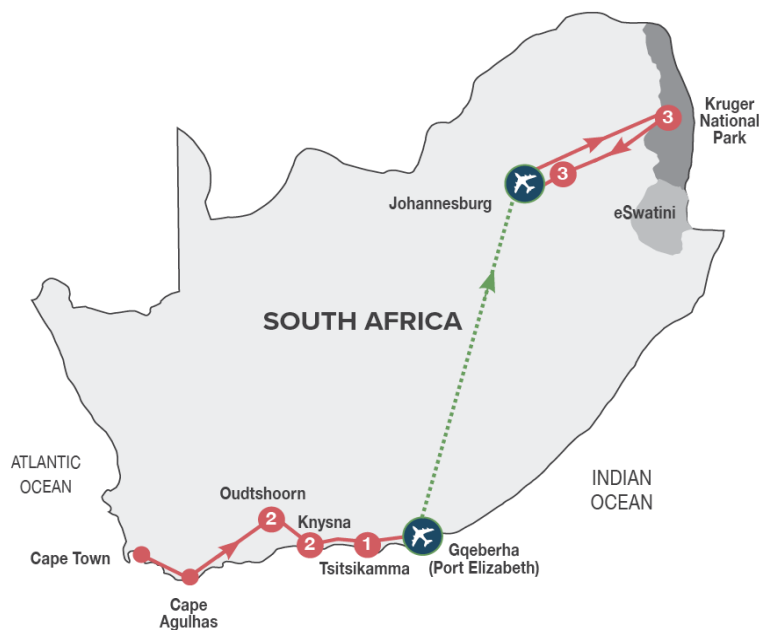 Kruger
National
Park
3
3
Johannesburg
eSwatini
SOUTH AFRICA
ATLANTIC
OCEAN
INDIAN
OCEAN
Oudtshoorn
2
Knysna
2
1
Cape Town
Tsitsikamma
Gqeberha
(Port Elizabeth)
Cape
Agulhas